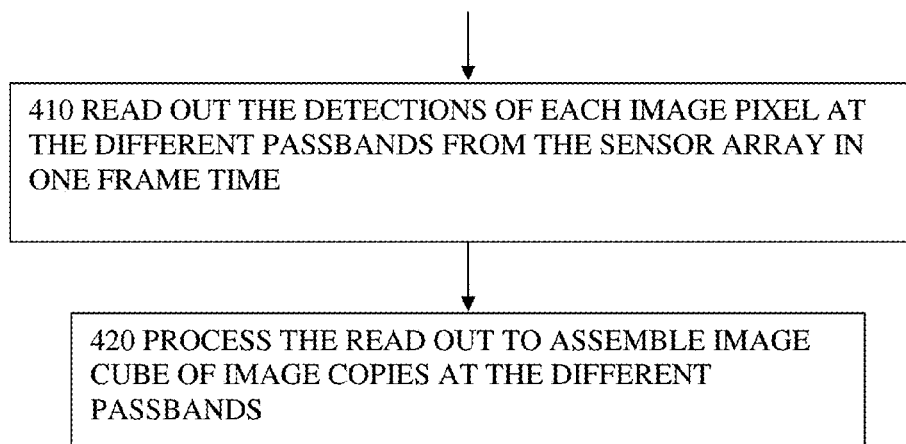 410 READ OUT THE DETECTIONS OF EACH IMAGE PIXEL AT
THE DIFFERENT PASSBANDS FROM THE SENSOR ARRAY IN
ONE FRAME TIME
420 PROCESS THE READ OUT TO ASSEMBLE IMAGE
CUBE OF IMAGE COPIES AT THE DIFFERENT
PASSBANDS